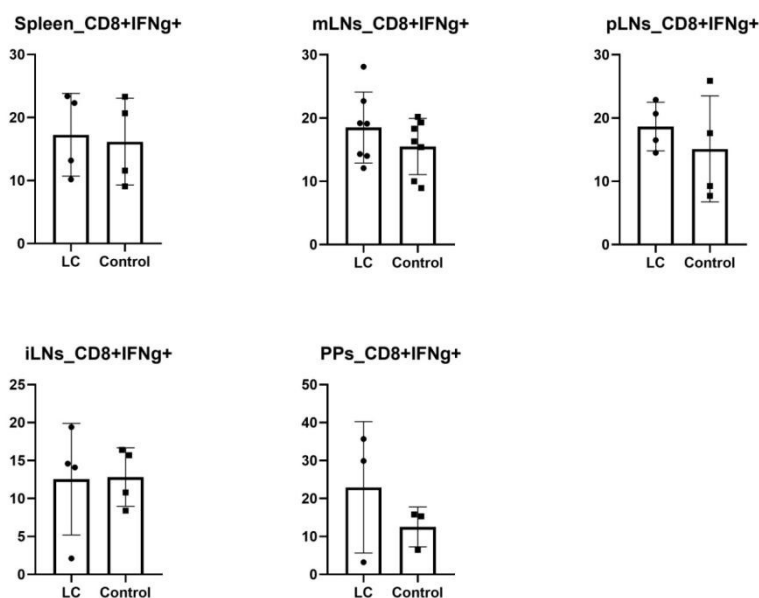 Spleen_CD8+IFNg+
30
20
10
0
LC Control
mLNs_CD8+IFNg+
30
20
10
0
LC Control
pLNs_CD8+IFNg+
30
20
10
0
LC Control
iLNs_CD8+IFNg+
25
20
15
10
5
0
LC Control
PPs_CD8+IFNg+
50
40
30
20
10
0
LC Control